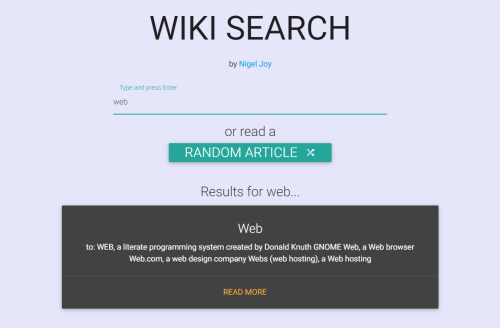 WIKI SEARCH
by Nigel Joy
Type and press Enter
web
or read a
RANDOM ARTICLE
Results for web...
Web
to: WEB, a literate programming system created by Donald Knuth GNOME Web, a Web browser
Web.com, a web design company Webs (web hosting), a Web hosting
READ MORE